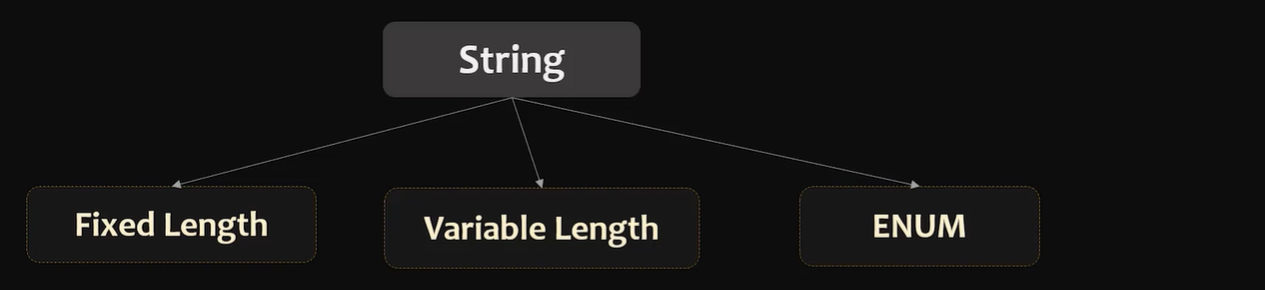 String
Fixed Length
Variable Length
ENUM